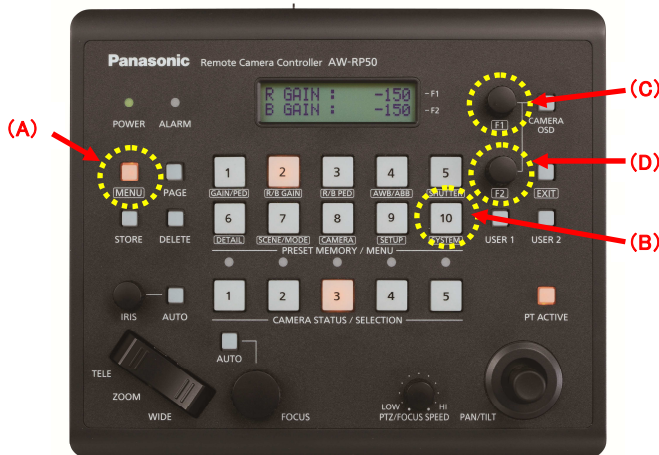 Panasonic Remote Camera Controller AW-RP50
R GAIN : -150 -F1
B GAIN : -150 -F2
(C)
F1
CAMERA
OSD
(A)
POWER ALARM
(D)
MENU PAGE
1 2 3 4 5
GAIN/PED R/B GAIN R/B PED AWB/ABB SHUTTER
F2 EXIT
STORE DELETE
6 7 8 9 10
DETAIL SCENE/MODE CAMERA SETUP SYSTEM
USER 1 USER 2
(B)
PRESET MEMORY / MENU
1 2 3 4 5
IRIS AUTO
CAMERA STATUS / SELECTION
PT ACTIVE
AUTO
TELE
ZOOM
WIDE
FOCUS
LOW HI
PTZ/FOCUS SPEED
PAN/TILT